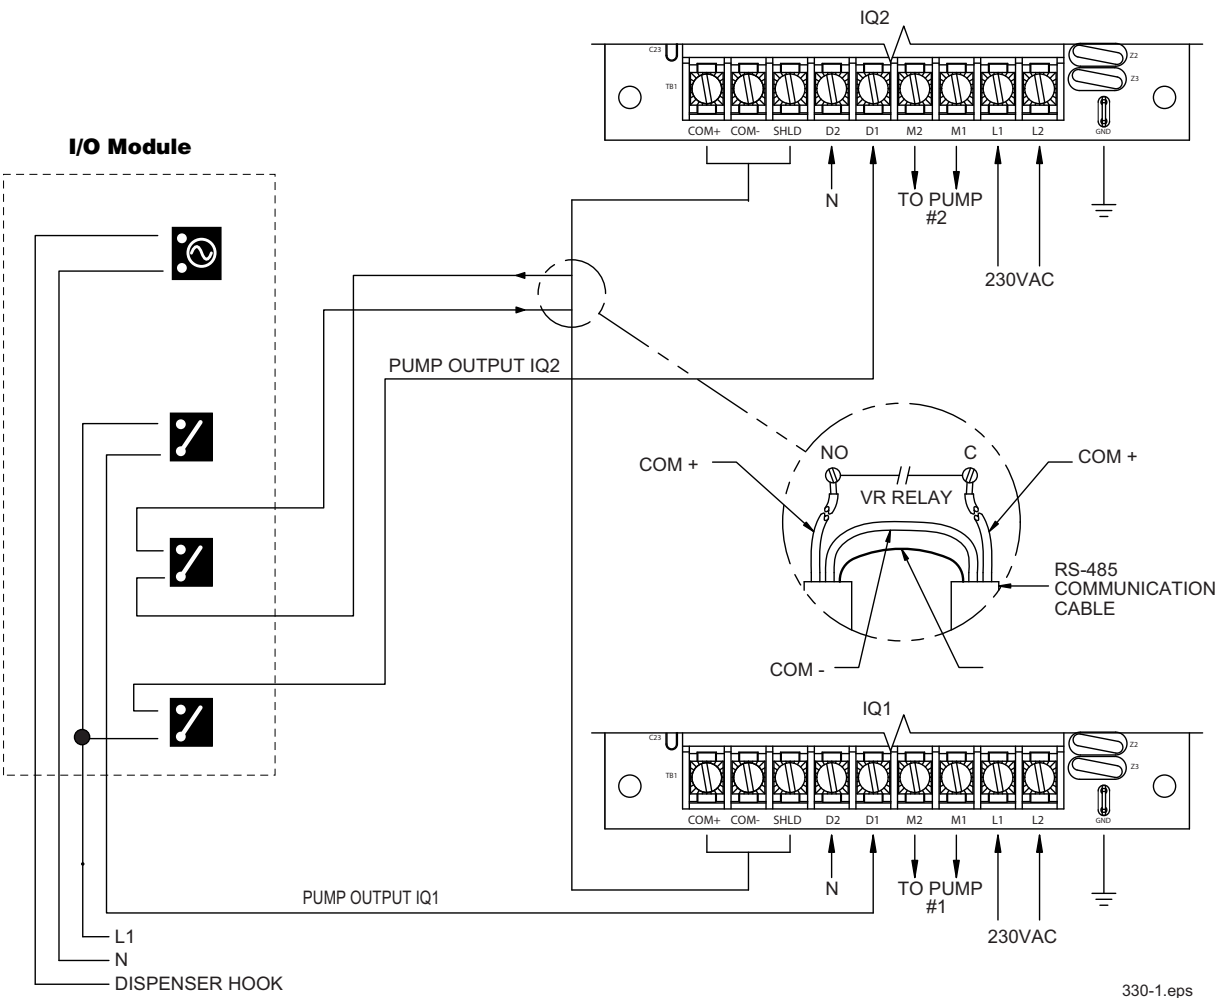 IQ2
C23
Z2
Z3
TB1
COM+ COM- SHLD D2 D1 M2 M1 L1 L2 GND
N
TO PUMP
#2
230VAC
I/O Module
PUMP OUTPUT IQ2
NO
C
COM +
COM +
VR RELAY
RS-485
COMMUNICATION
CABLE
COM -
IQ1
C23
Z2
Z3
TB1
COM+ COM- SHLD D2 D1 M2 M1 L1 L2 GND
N
TO PUMP
#1
230VAC
PUMP OUTPUT IQ1
L1
N
DISPENSER HOOK
330-1.eps